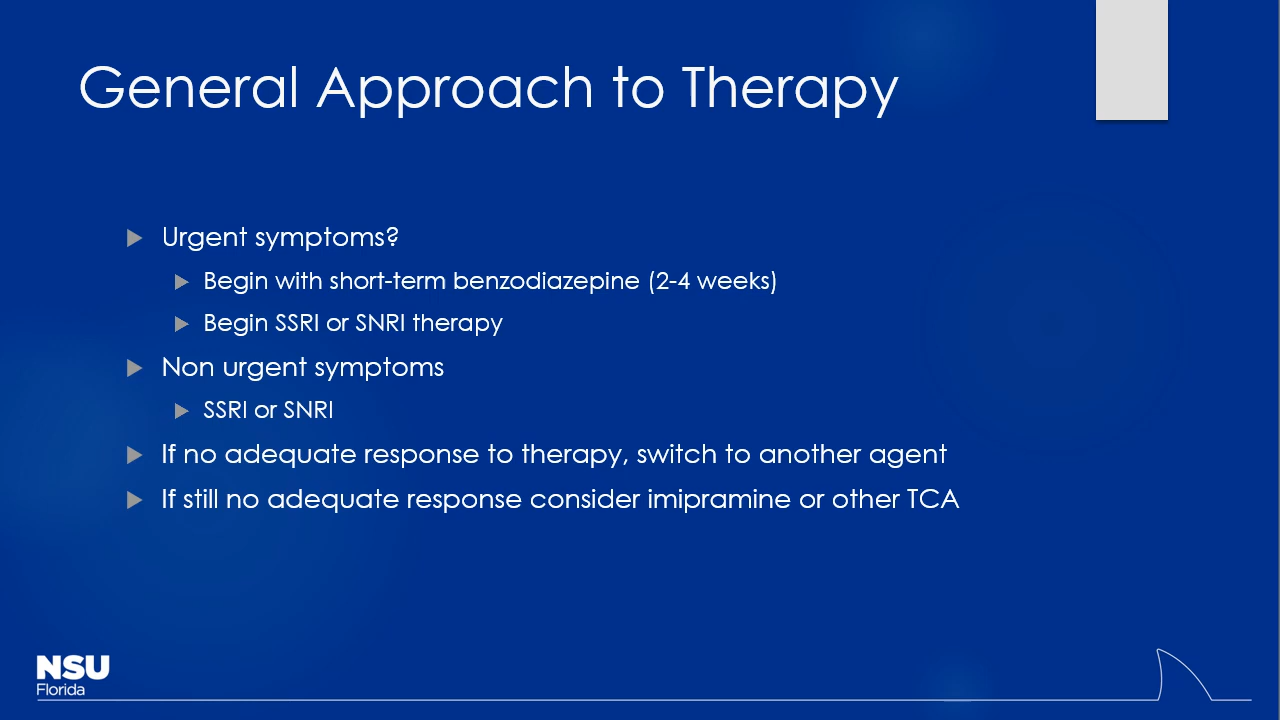 General Approach to Therapy
Urgent symptoms?
Begin with short-term benzodiazepine (2-4 weeks)
Begin SSRI or SNRI therapy
Non urgent symptoms
SSRI or SNRI
If no adequate response to therapy, switch to another agent
If still no adequate response consider imipramine or other TCA
NSU
Florida